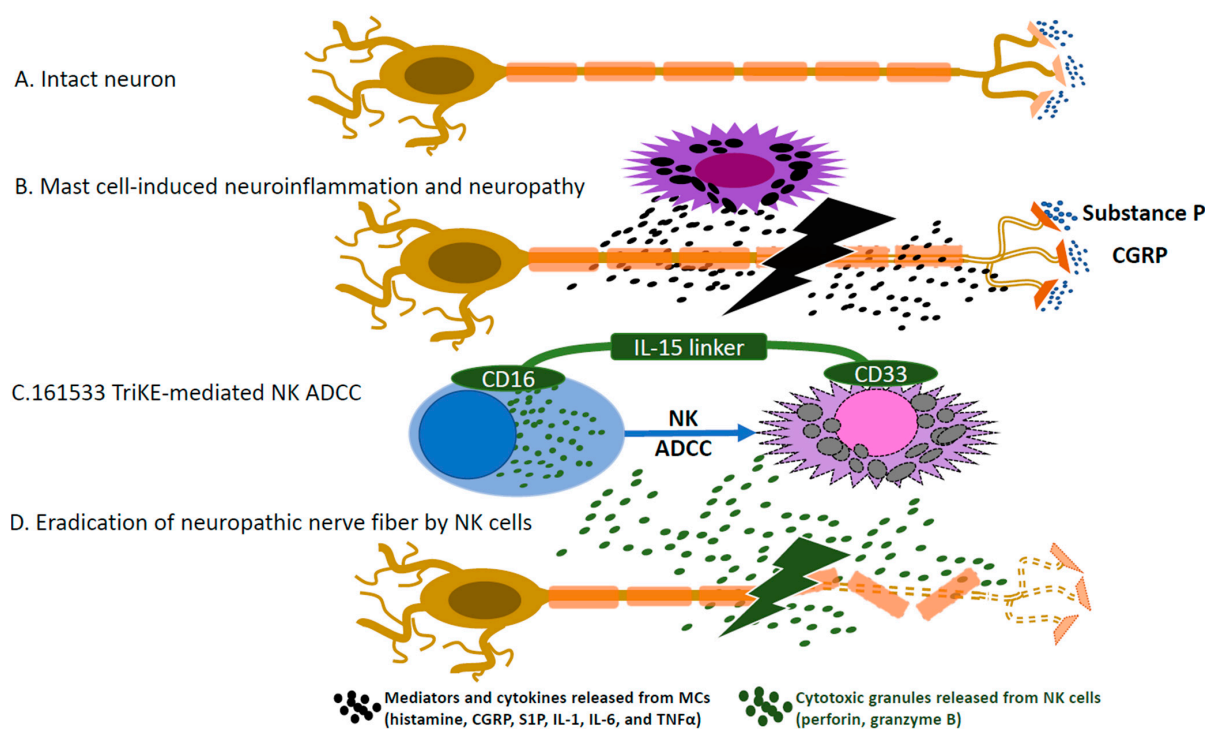 A. Intact neuron
B. Mast cell-induced neuroinflammation and neuropathy
Substance P
CGRP
IL-15 linker
CD16
CD33
C.161533 TriKE-mediated NK ADCC
NK
ADCC
D. Eradication of neuropathic nerve fiber by NK cells
Mediators and cytokines released from MCs
(histamine, CGRP, S1P, IL-1, IL-6, and TNFα)
Cytotoxic granules released from NK cells
(perforin, granzyme B)